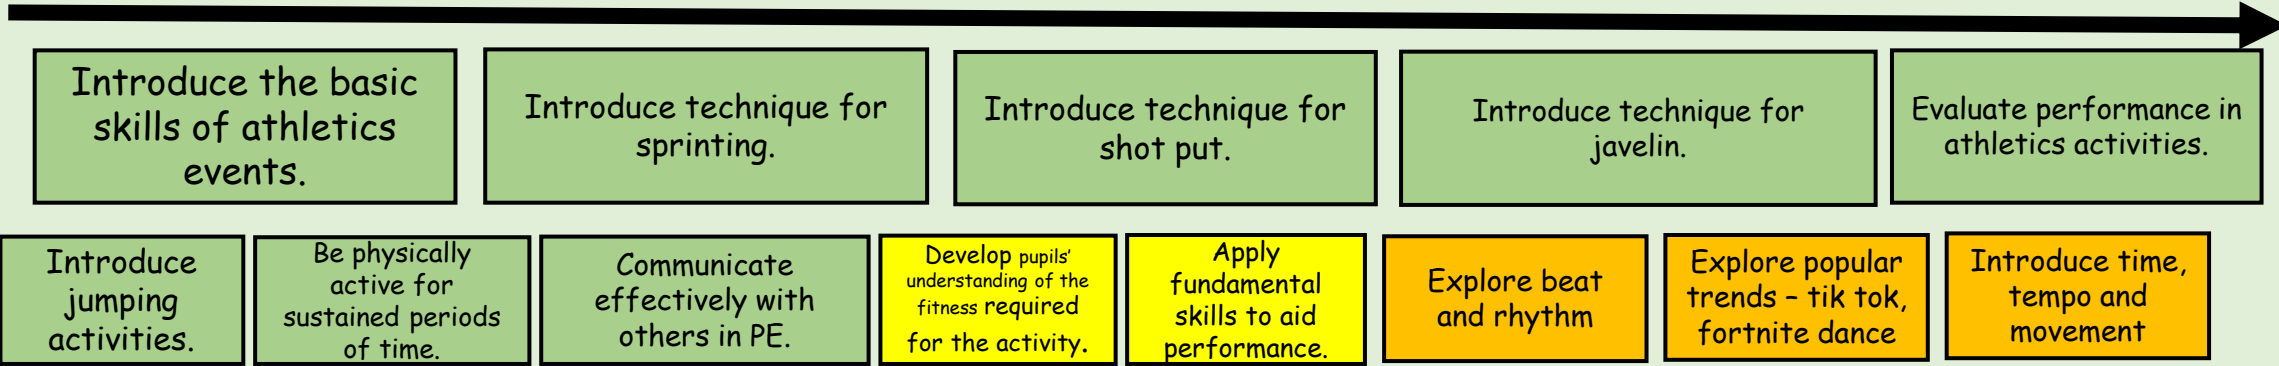 Introduce the basic
skills of athletics
events.
Introduce technique for
sprinting.
Introduce technique for
shot put.
Introduce technique for
javelin.
Evaluate performance in
athletics activities.
Introduce
jumping
activities.
Be physically
active for
sustained periods
of time.
Communicate
effectively with
others in PE.
Develop pupils'
understanding of the
fitness required
for the activity.
Apply
fundamental
skills to aid
performance.
Explore beat
and rhythm
Explore popular
trends – tik tok,
fortnite dance
Introduce time,
tempo and
movement